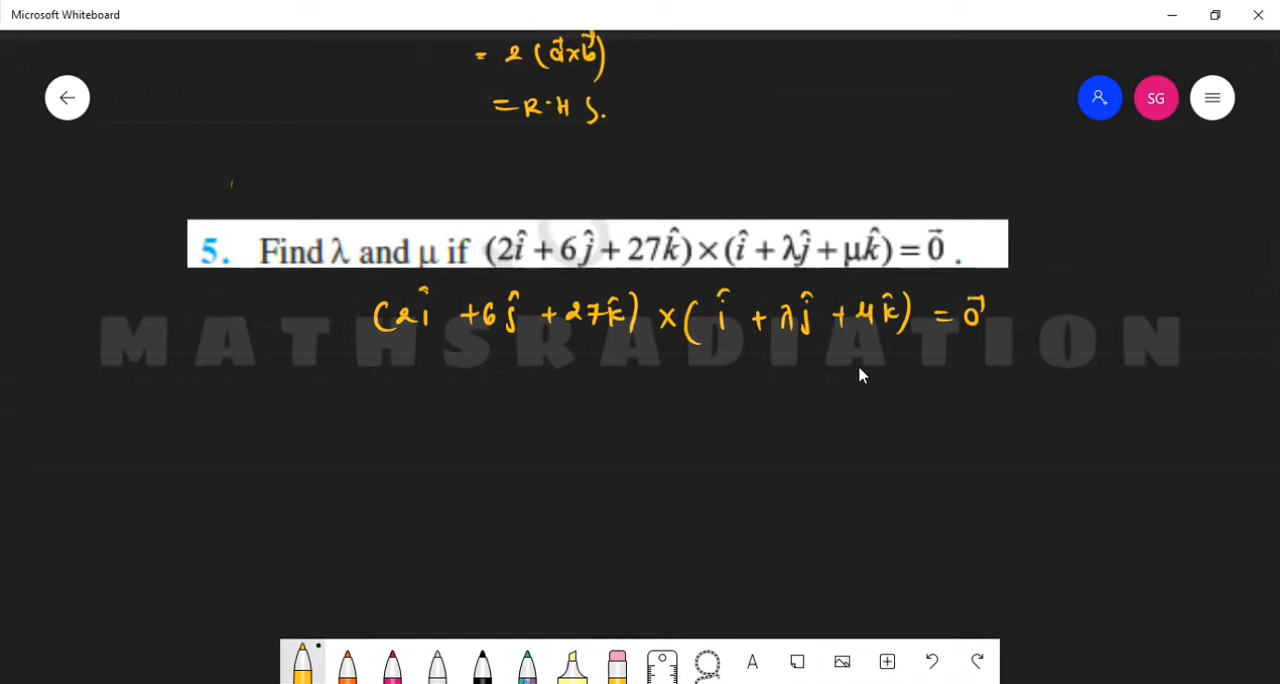 Microsoft Whiteboard
= 2 (a⃗×b⃗)
= R.H S.
SG
5. Find λ and μ if (2î + 6ĵ + 27k̂) × (î + λĵ + μk̂) = 0⃗ .
(2î + 6ĵ + 27k̂) × (î + λĵ + μk̂) = 0⃗
MATHSRADIATION
A